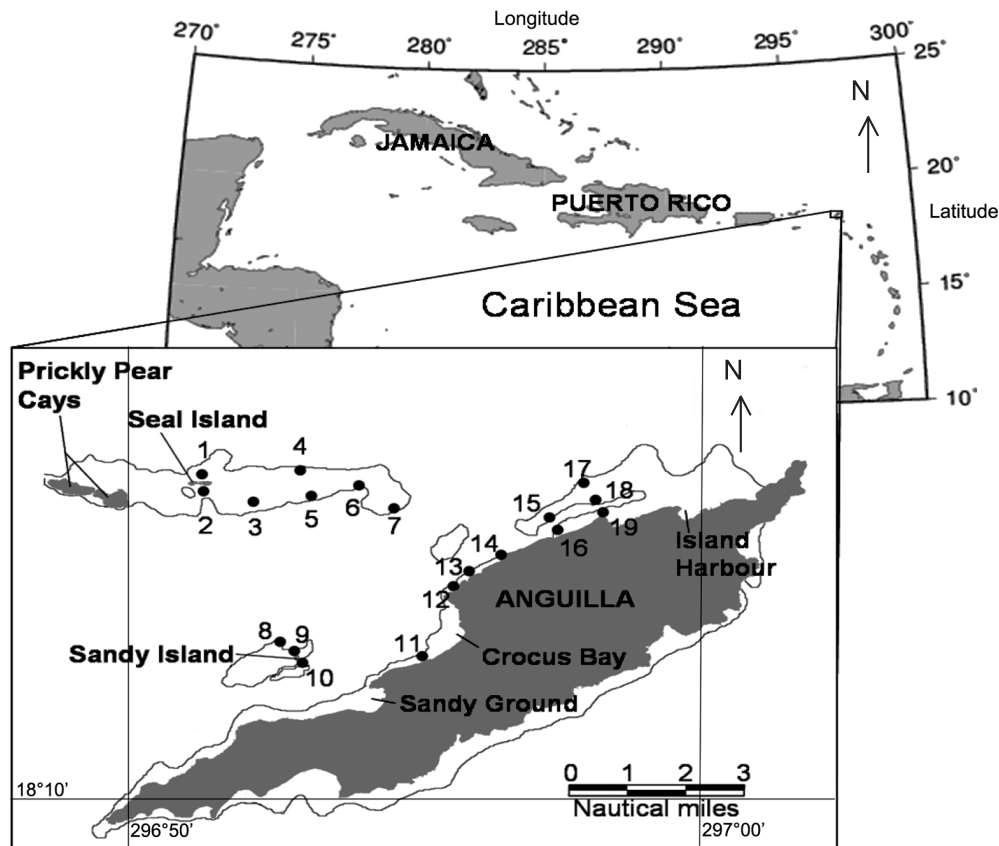 Longitude
270° 275° 280° 285° 290° 295° 300°
25°
N
JAMAICA
20°
PUERTO RICO
Latitude
15°
Caribbean Sea
10°
Prickly Pear
Cays
N
Seal Island
1 4
17
18
15
2 3 5 6 7
19
16
Island
Harbour
14
13
12
ANGUILLA
8 9
11
Sandy Island
Crocus Bay
10
Sandy Ground
0 1 2 3
Nautical miles
18°10’
296°50’
297°00’